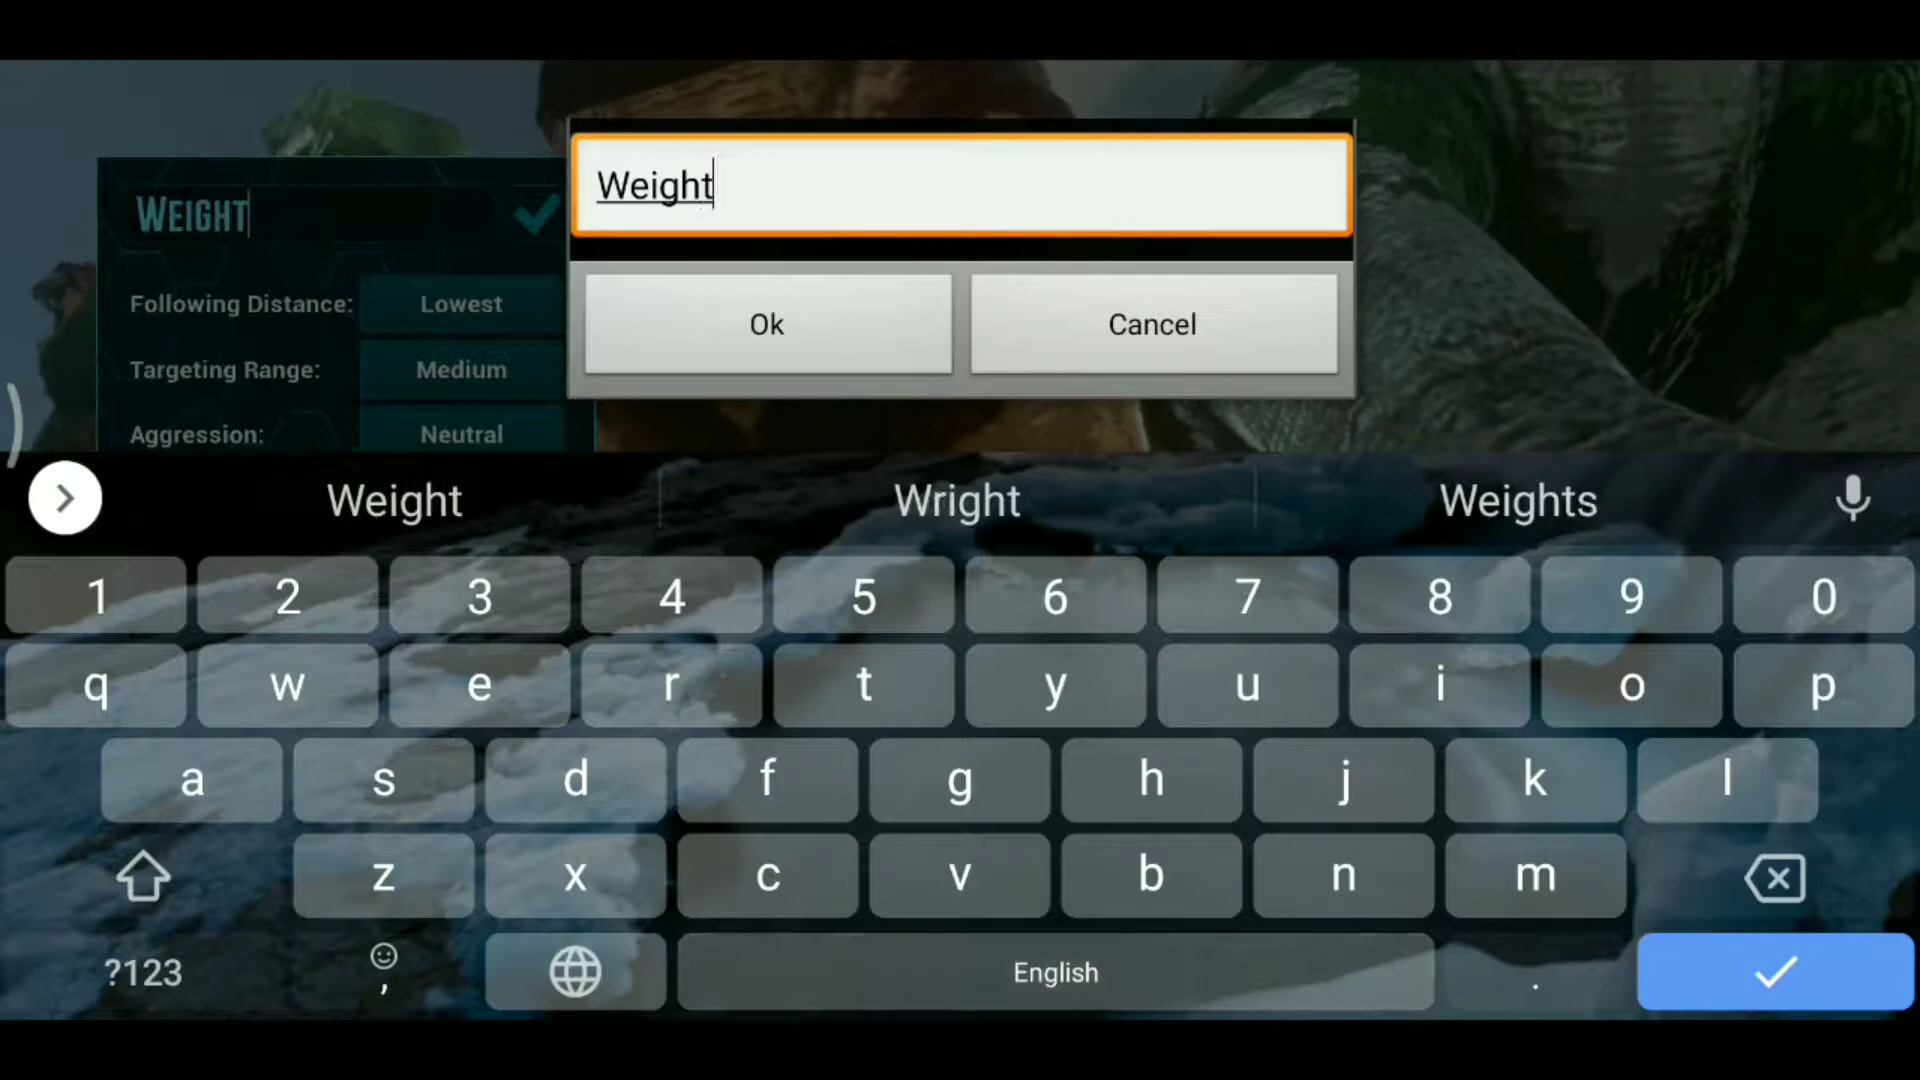 Weight
WEIGHT
Ok
Cancel
Following Distance: Lowest
Targeting Range: Medium
Aggression: Neutral
Weight Wright Weights
1 2 3 4 5 6 7 8 9 0
q w e r t y u i o p
a s d f g h j k l
z x c v b n m
?123 , English .